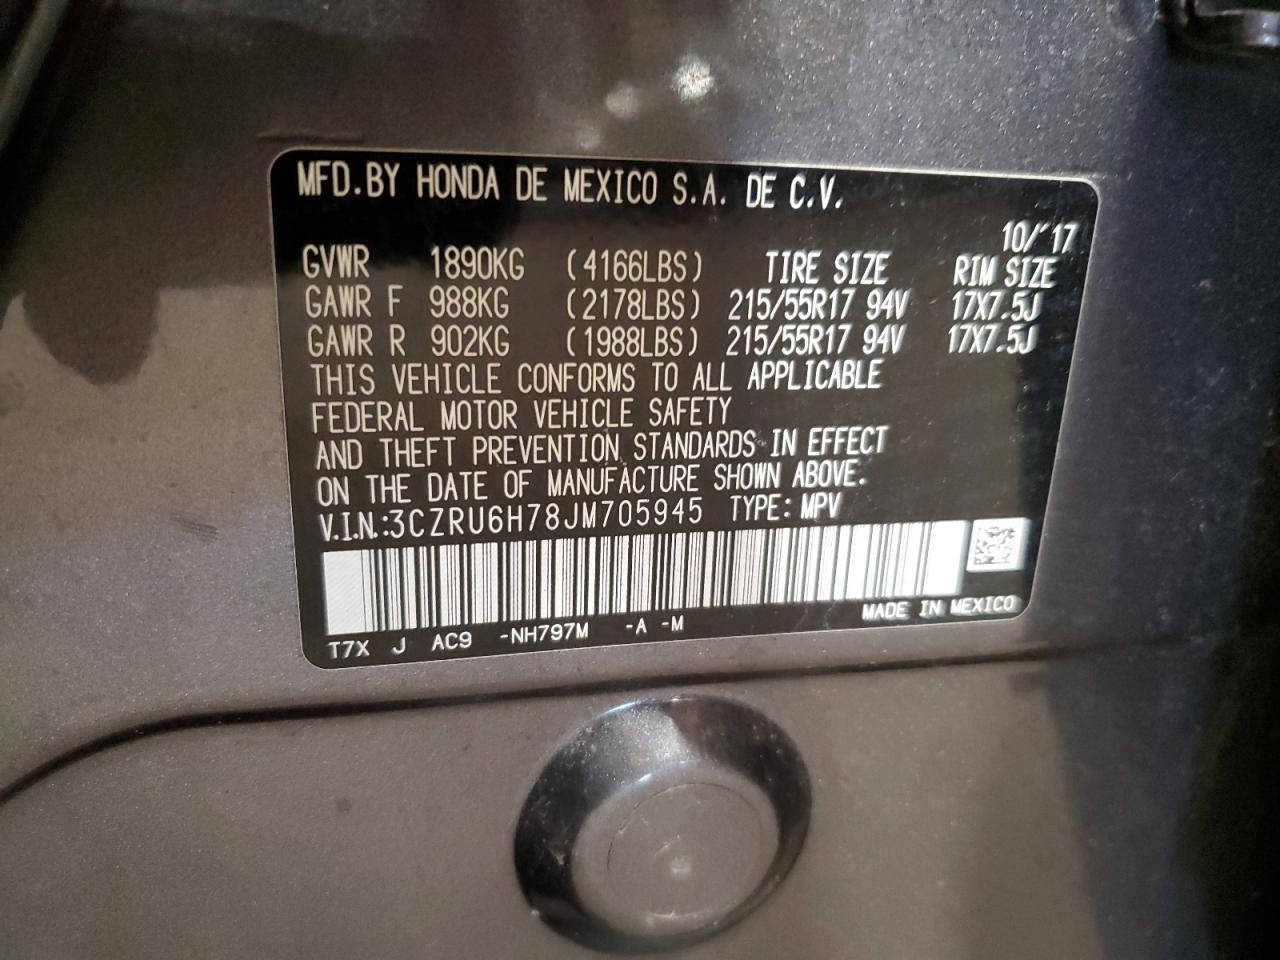 MFD.BY HONDA DE MEXICO S.A. DE C.V.
10/'17
GVWR 1890KG (4166LBS) TIRE SIZE RIM SIZE
GAWR F 988KG (2178LBS) 215/55R17 94V 17X7.5J
GAWR R 902KG (1988LBS) 215/55R17 94V 17X7.5J
THIS VEHICLE CONFORMS TO ALL APPLICABLE
FEDERAL MOTOR VEHICLE SAFETY
AND THEFT PREVENTION STANDARDS IN EFFECT
ON THE DATE OF MANUFACTURE SHOWN ABOVE.
V.I.N.:3CZRU6H78JM705945 TYPE: MPV
MADE IN MEXICO
T7X J AC9 -NH797M -A -M